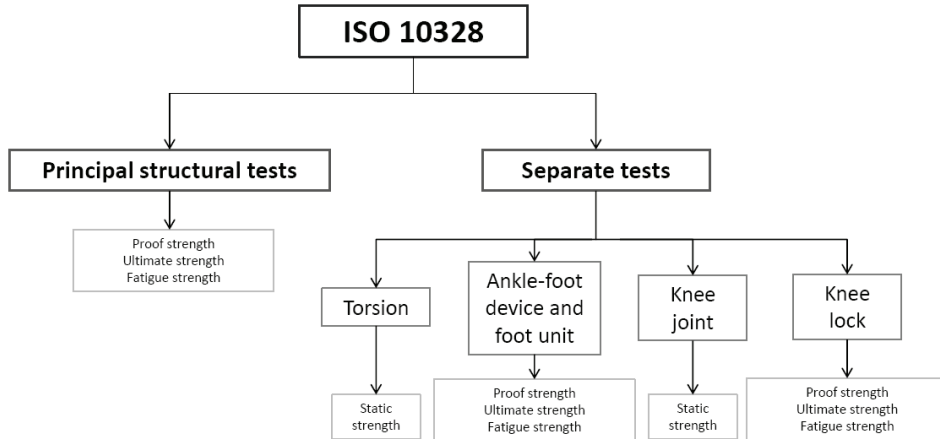 ISO 10328
Principal structural tests
Separate tests
Proof strength
Ultimate strength
Fatigue strength
Torsion
Ankle-foot
device and
foot unit
Knee
joint
Knee
lock
Static
strength
Proof strength
Ultimate strength
Fatigue strength
Static
strength
Proof strength
Ultimate strength
Fatigue strength